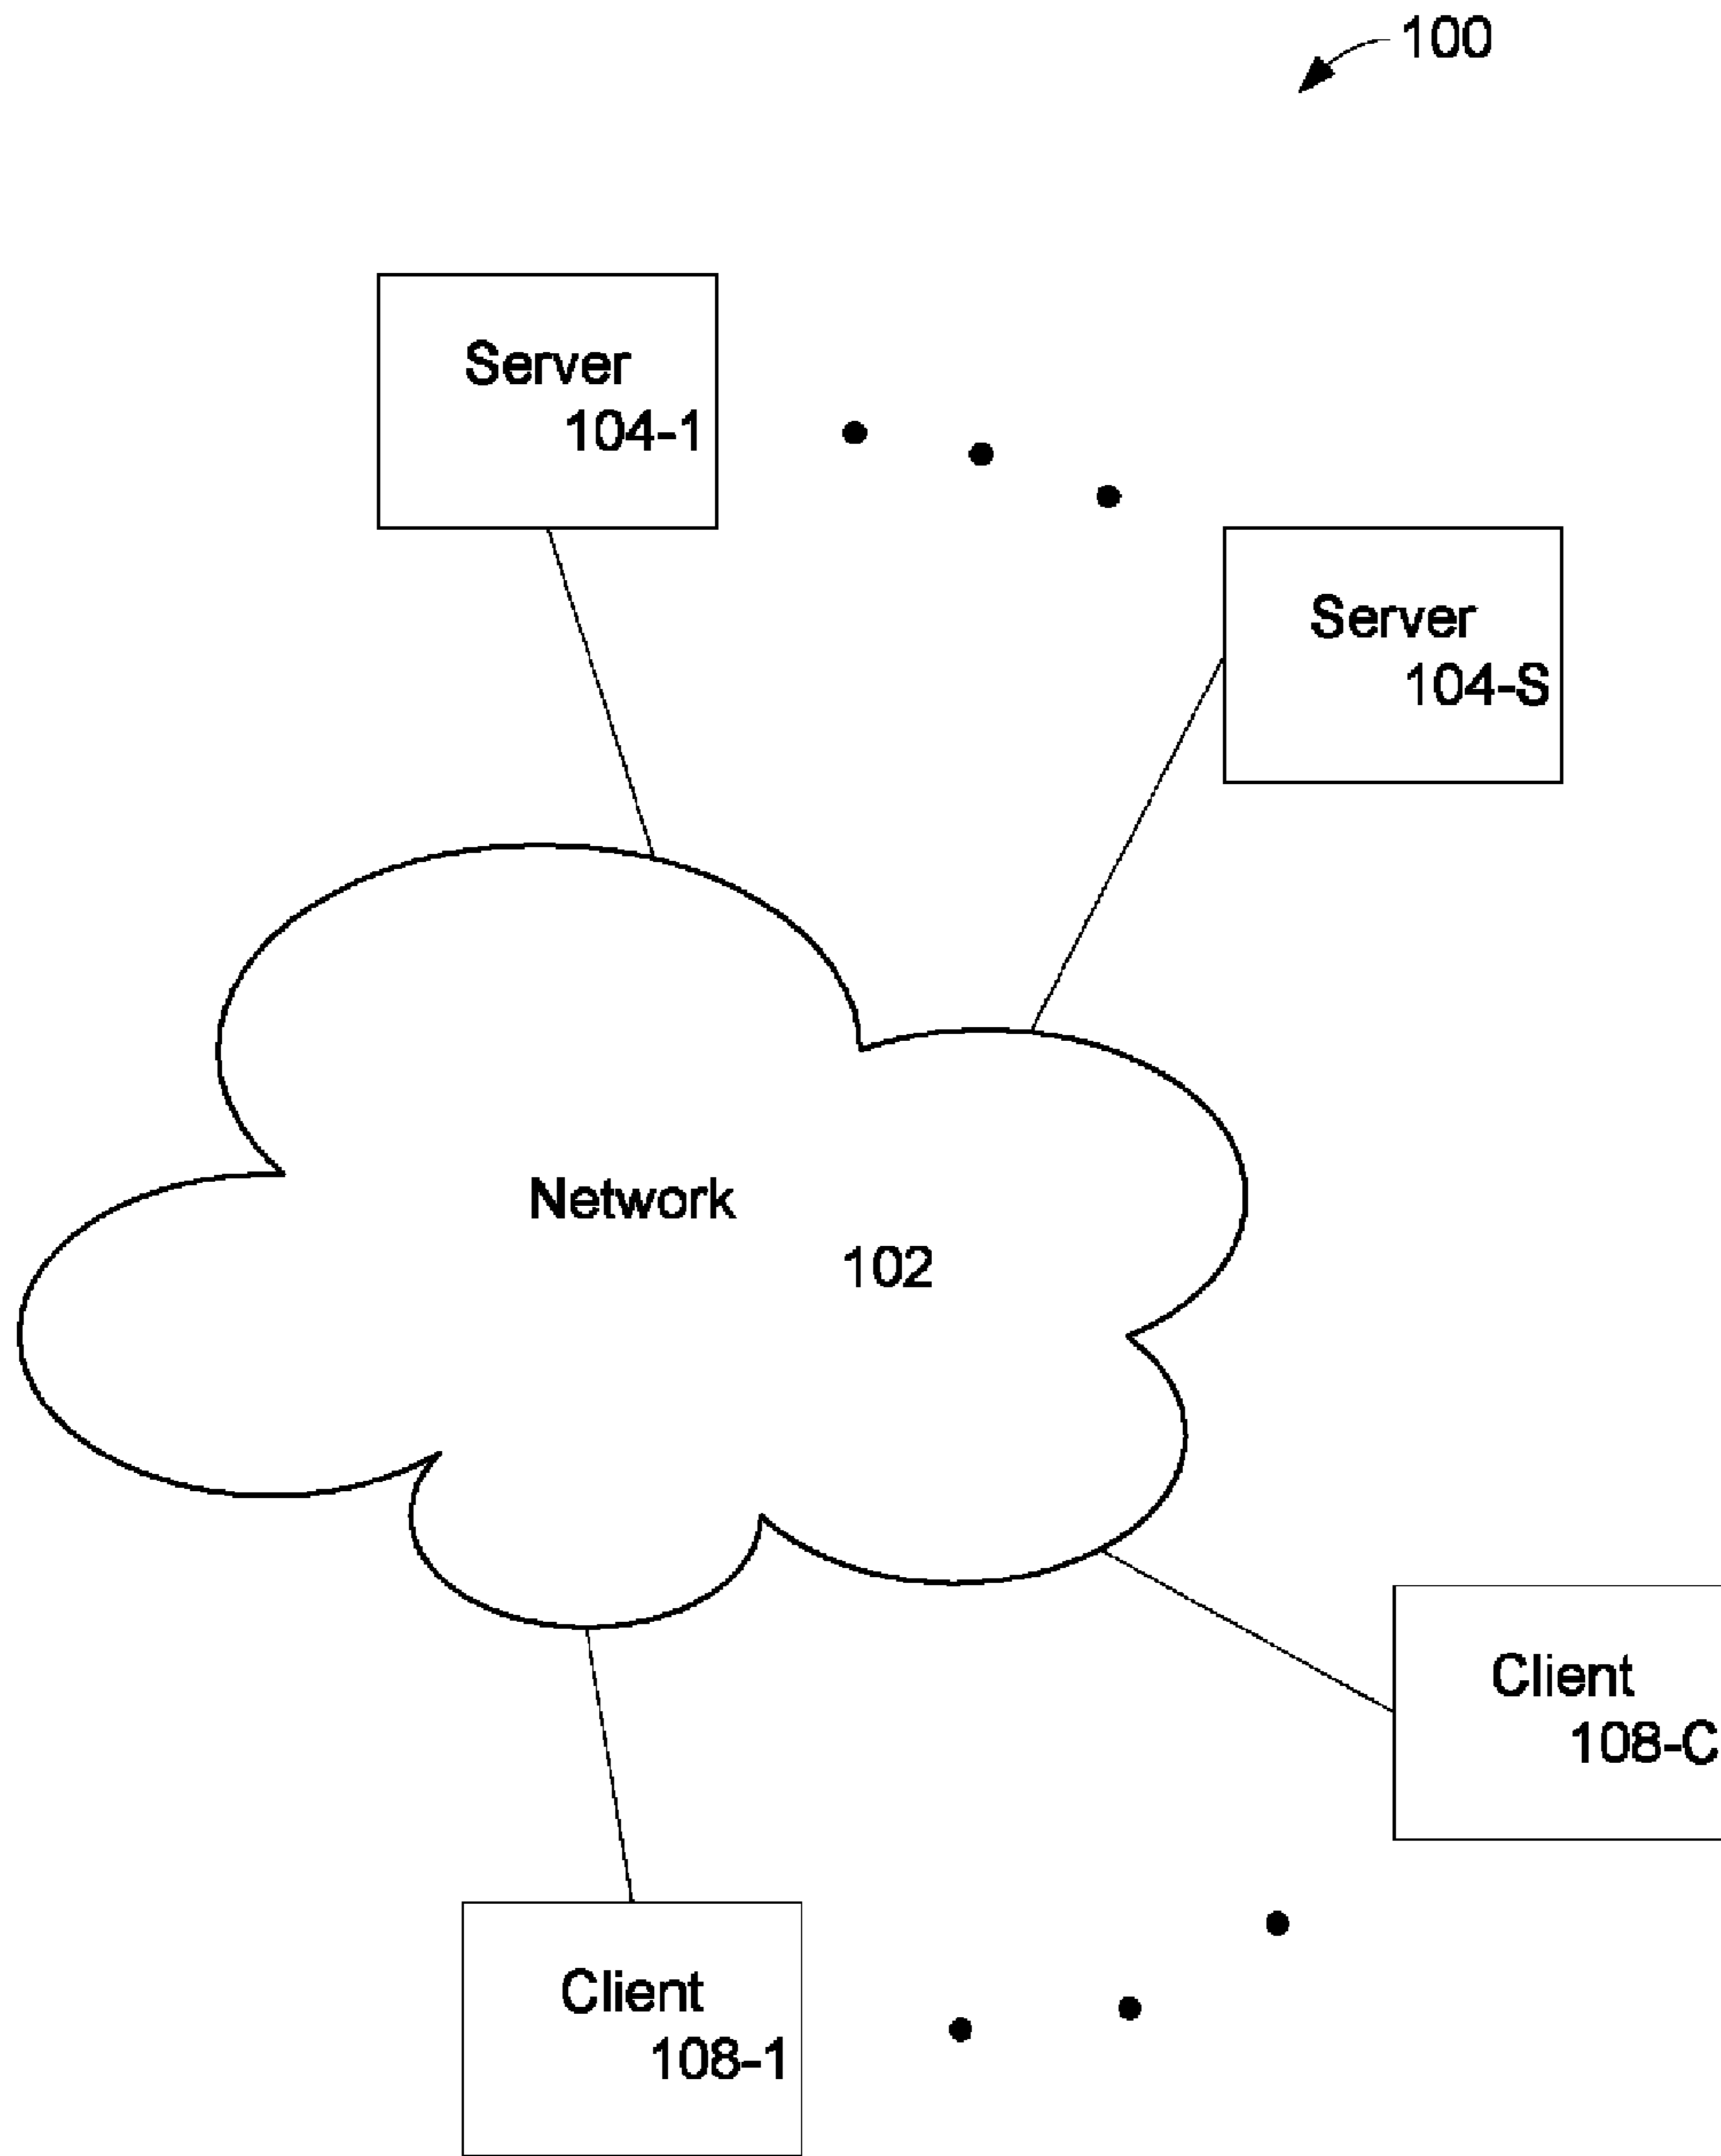 100
Server
104-1
Server
104-S
Network
102
Client
108-C
Client
108-1